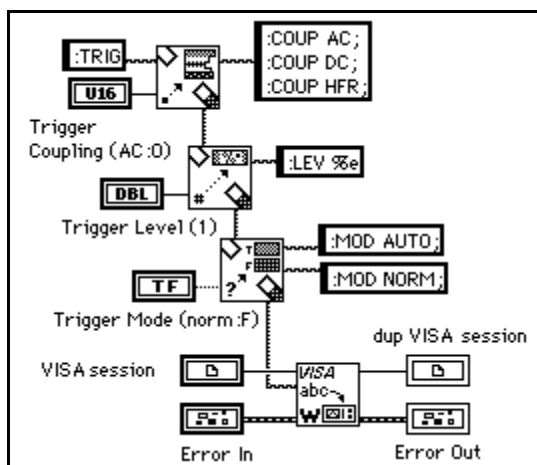 :TRIG
:COUP AC;
:COUP DC;
:COUP HFR;
U16
Trigger
Coupling (AC:0)
%
:LEV %e
DBL
#
Trigger Level (1)
T
F
:MOD AUTO;
:MOD NORM;
TF
?
Trigger Mode (norm:F)
dup VISA session
VISA session
VISA
abc
W
Error In
Error Out